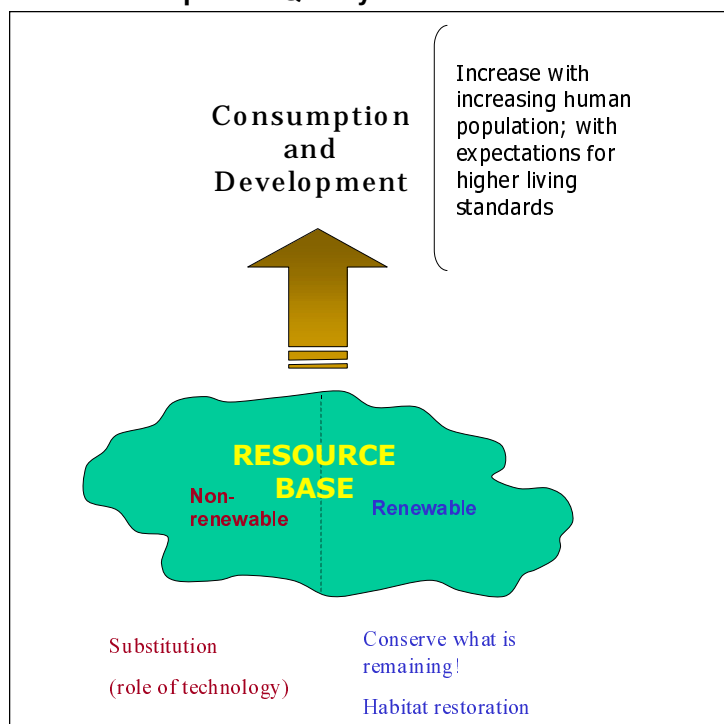 Consumption
and
Development
Increase with
increasing human
population; with
expectations for
higher living
standards
RESOURCE
BASE
Non-
renewable
Renewable
Substitution
(role of technology)
Conserve what is
remaining!
Habitat restoration